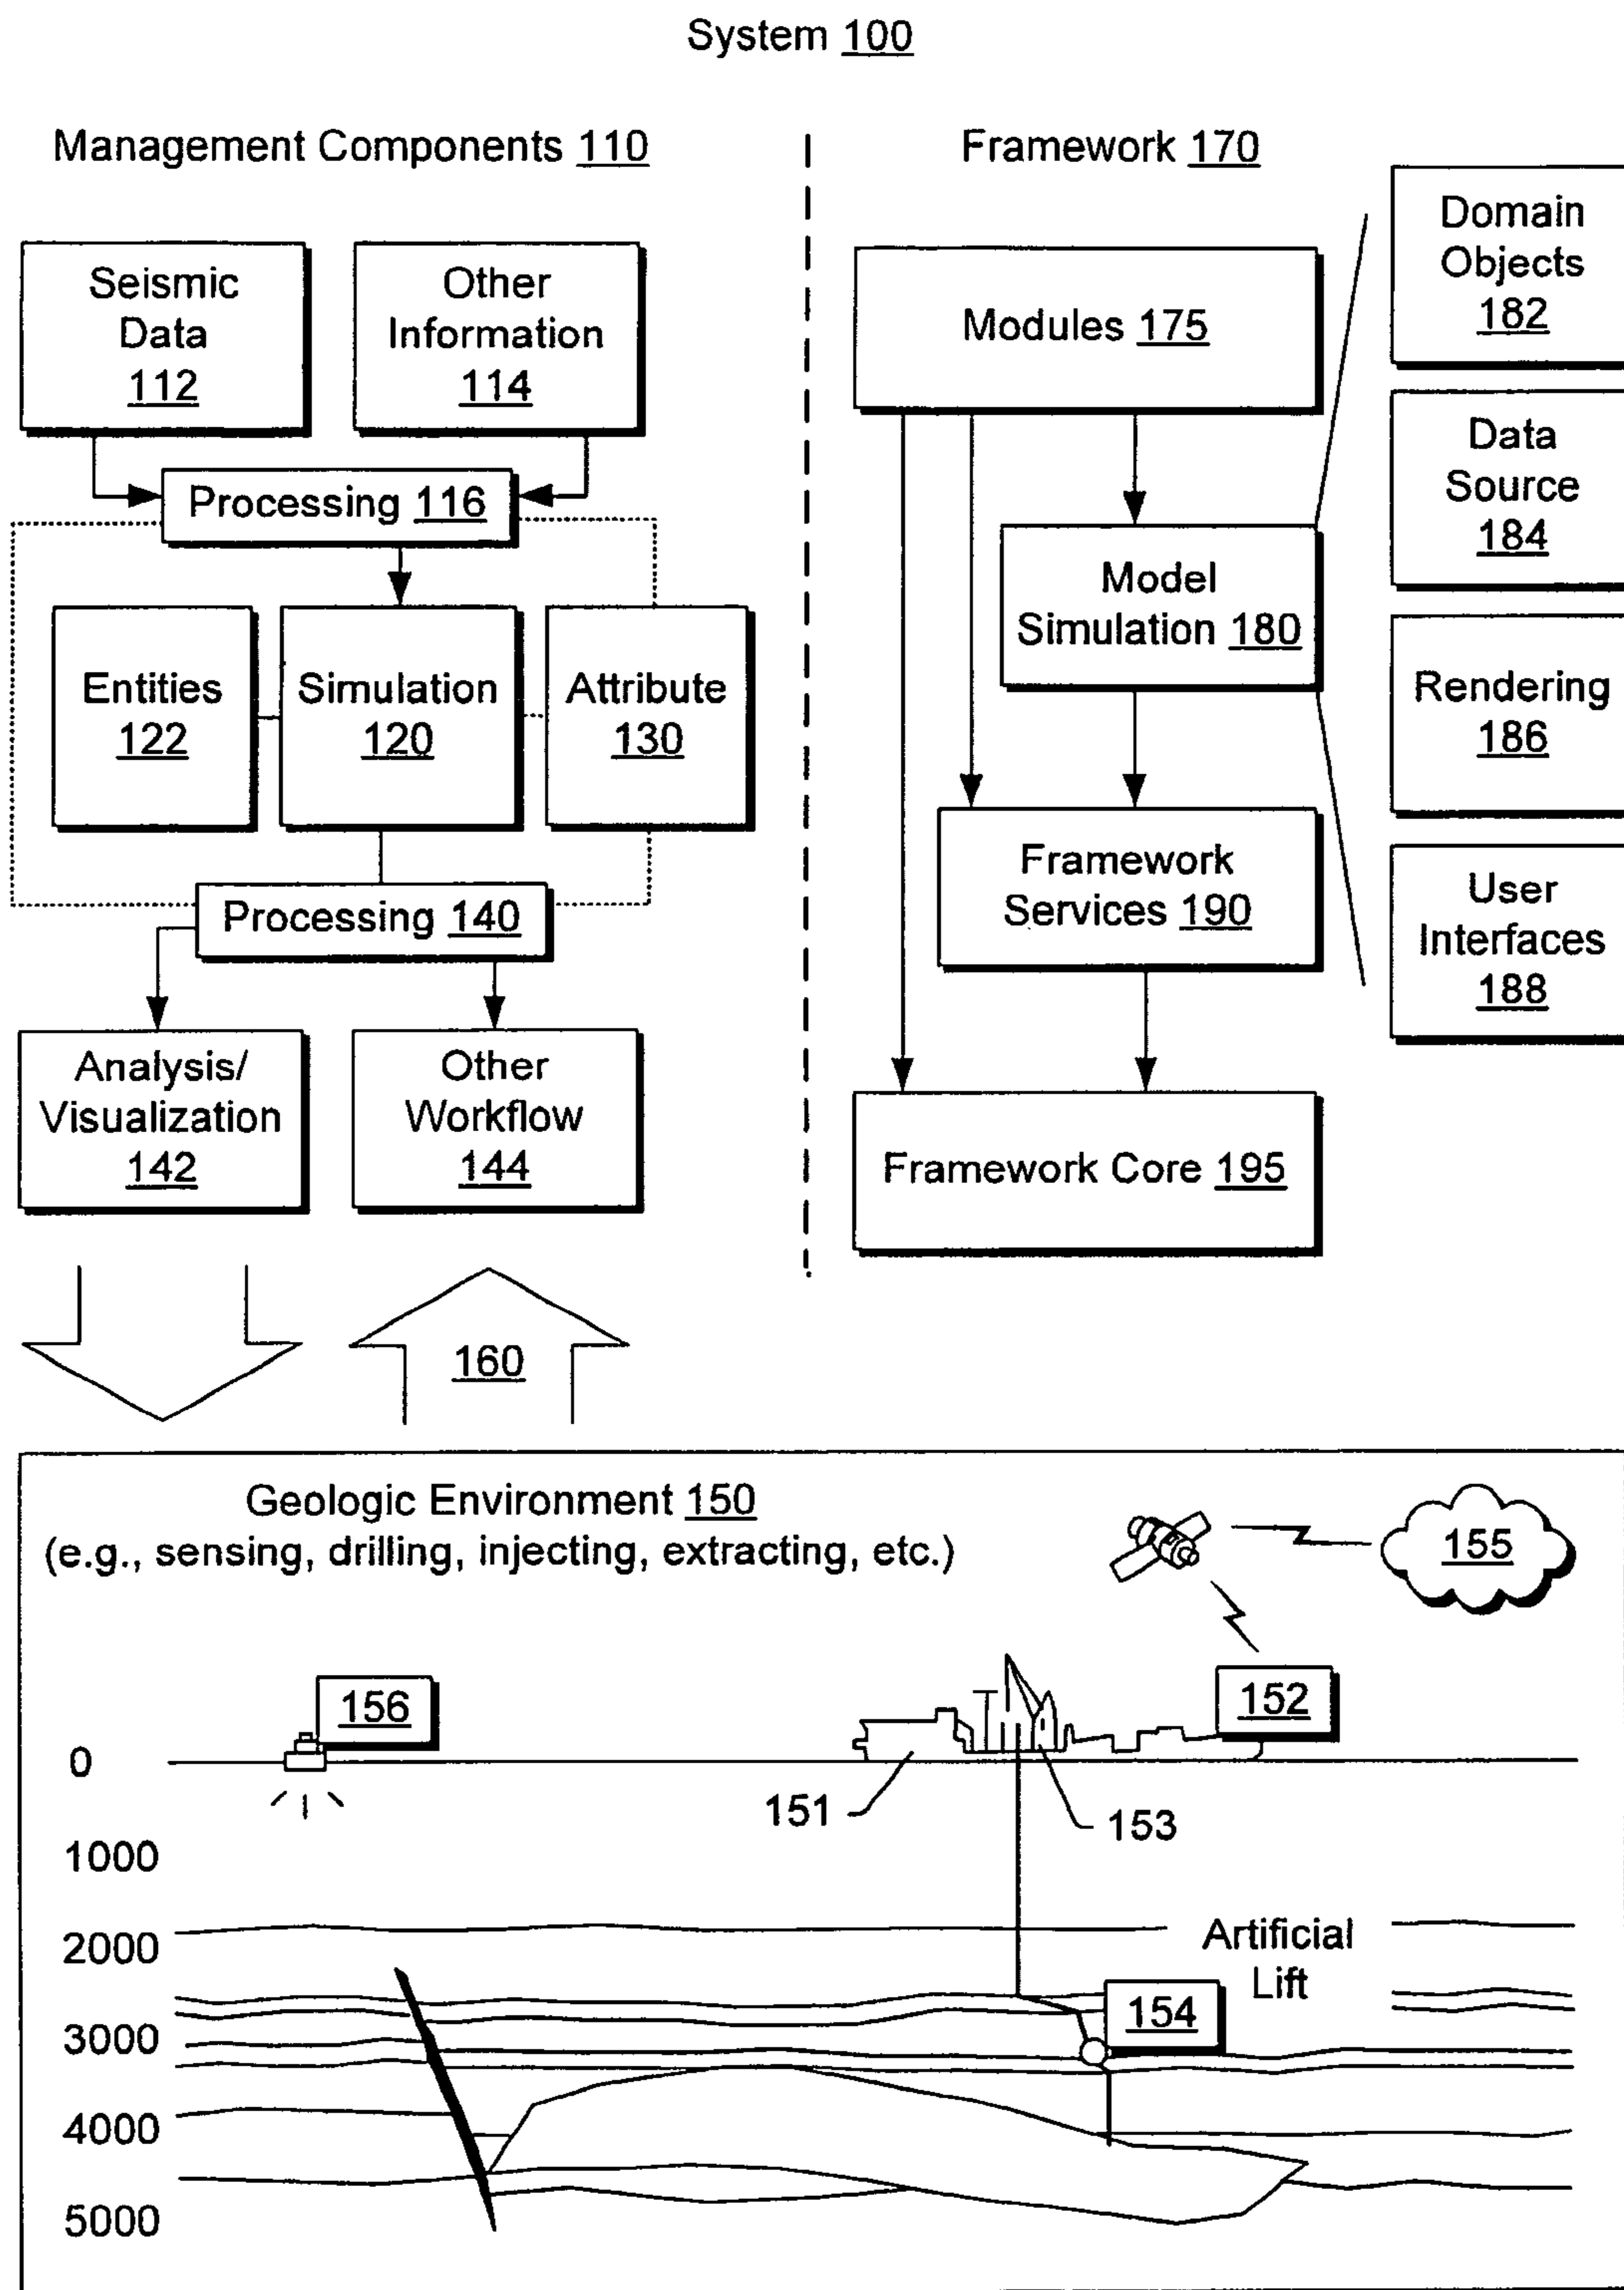 System 100
Management Components 110
Seismic
Data
112
Other
Information
114
Processing 116
Entities
122
Simulation
120
Attribute
130
Processing 140
Analysis/
Visualization
142
Other
Workflow
144
Framework 170
Modules 175
Model
Simulation 180
Framework
Services 190
Framework Core 195
Domain
Objects
182
Data
Source
184
Rendering
186
User
Interfaces
188
160
Geologic Environment 150
(e.g., sensing, drilling, injecting, extracting, etc.)
155
156
152
0
151
153
1000
2000
Artificial
Lift
154
3000
4000
5000